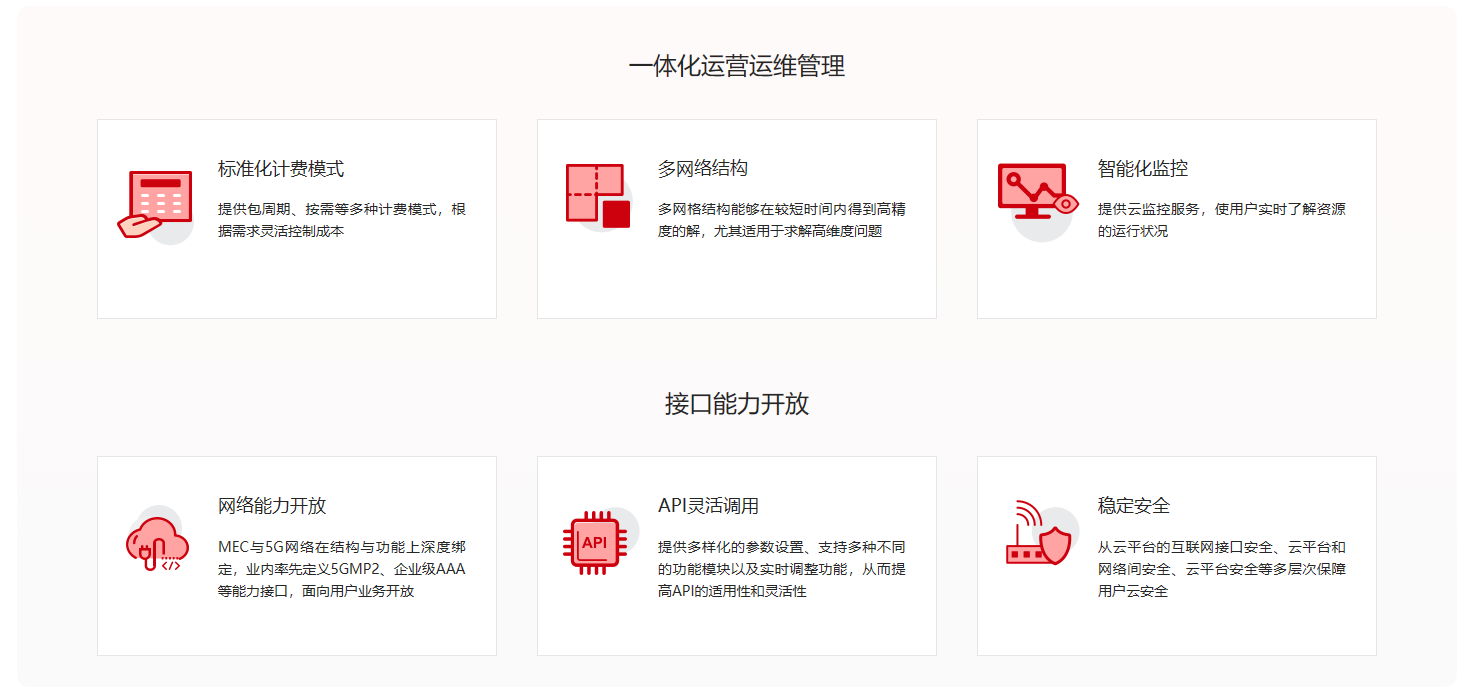 一体化运营运维管理
标准化计费模式
提供包周期、按需等多种计费模式，根
据需求灵活控制成本
多网络结构
多网格结构能够在较短时间内得到高精
度的解，尤其适用于求解高维度问题
智能化监控
提供云监控服务，使用户实时了解资源
的运行状况
接口能力开放
网络能力开放
MEC与5G网络在结构与功能上深度绑
定，业内率先定义5GMP2、企业级AAA
等能力接口，面向用户业务开放
API
API灵活调用
提供多样化的参数设置、支持多种不同
的功能模块以及实时调整功能，从而提
高API的适用性和灵活性
稳定安全
从云平台的互联网接口安全、云平台和
网络间安全、云平台安全等多层次保障
用户云安全